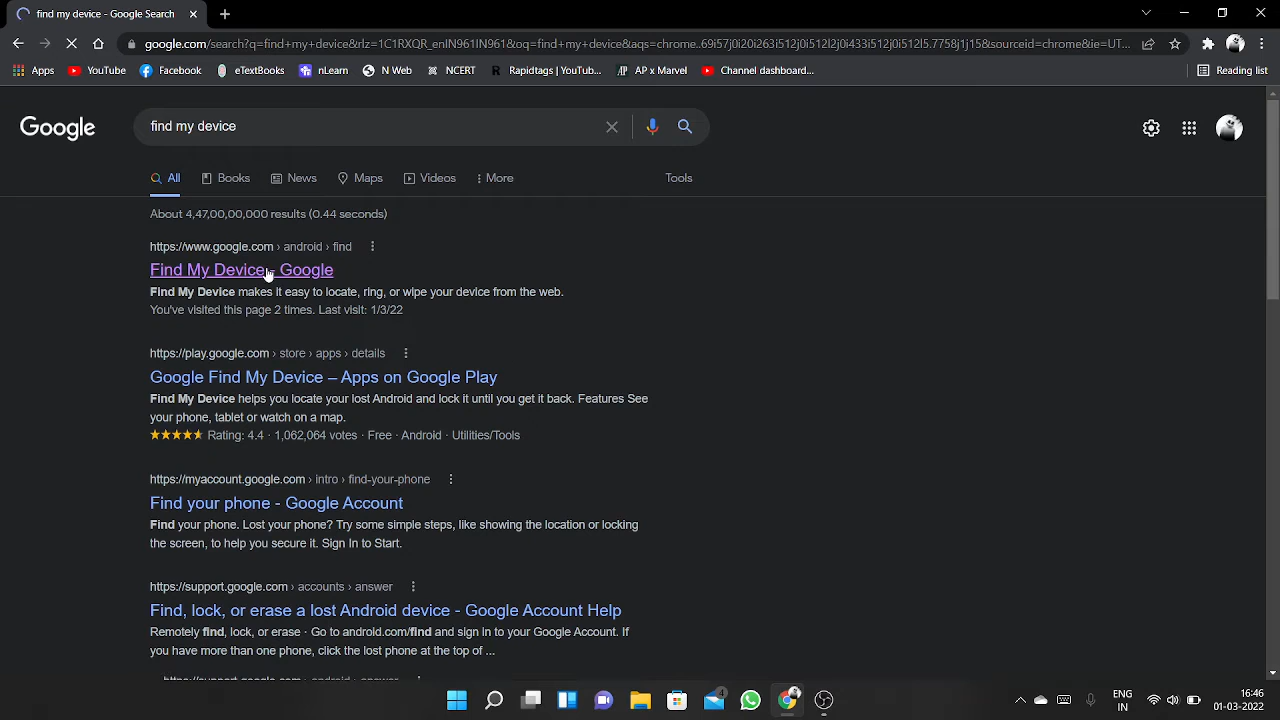 find my device - Google Search
google.com/search?q=find+my+device&rlz=1C1RXQR_enIN961IN961&oq=find+my+device&aqs=chrome..69i57j0i20i263i512j0i512l2j0i433i512j0i512l5.7758j1j15&sourceid=chrome&ie=UT...
Apps YouTube Facebook eTextBooks nLearn N Web NCERT Rapidtags | YouTub... AP x Marvel Channel dashboard... Reading list
Google find my device
All Books News Maps Videos More Tools
About 4,47,00,00,000 results (0.44 seconds)
https://www.google.com › android › find
Find My Device - Google
Find My Device makes it easy to locate, ring, or wipe your device from the web.
You've visited this page 2 times. Last visit: 1/3/22
https://play.google.com › store › apps › details
Google Find My Device – Apps on Google Play
Find My Device helps you locate your lost Android and lock it until you get it back. Features See
your phone, tablet or watch on a map.
Rating: 4.4 · 1,062,064 votes · Free · Android · Utilities/Tools
https://myaccount.google.com › intro › find-your-phone
Find your phone - Google Account
Find your phone. Lost your phone? Try some simple steps, like showing the location or locking
the screen, to help you secure it. Sign In to Start.
https://support.google.com › accounts › answer
Find, lock, or erase a lost Android device - Google Account Help
Remotely find, lock, or erase · Go to android.com/find and sign in to your Google Account. If
you have more than one phone, click the lost phone at the top of ...
https://support.google.com › android › answer
4
ENG
IN
16:46
01-03-2022